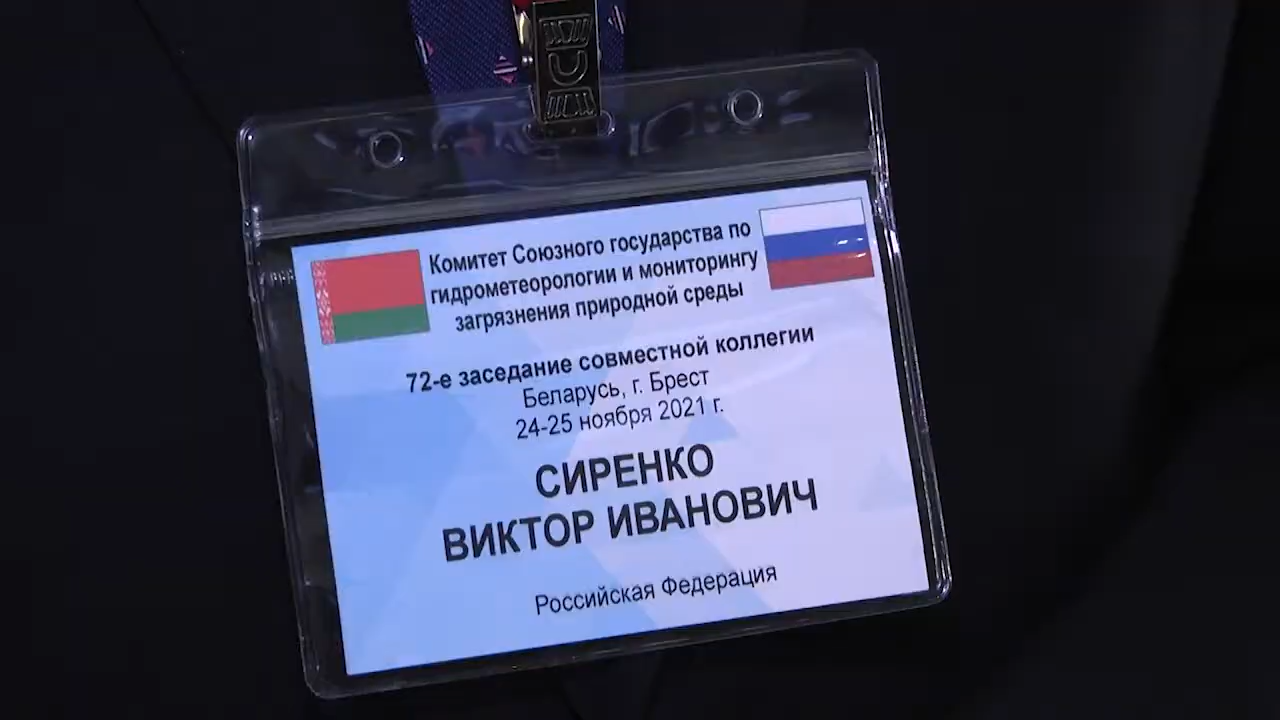 Комитет Союзного государства по
гидрометеорологии и мониторингу
загрязнения природной среды
72-е заседание совместной коллегии
Беларусь, г. Брест
24-25 ноября 2021 г.
СИРЕНКО
ВИКТОР ИВАНОВИЧ
Российская Федерация